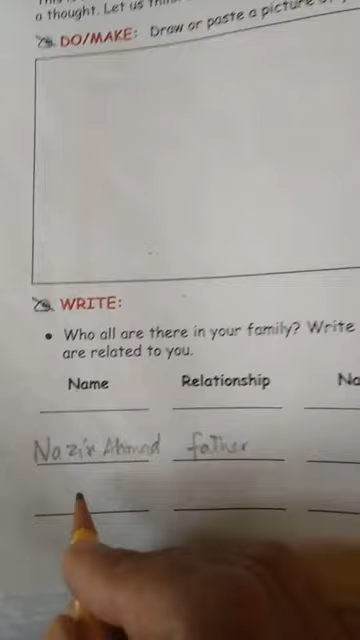 a thought. Let us
DO/MAKE: Draw or paste a picture
WRITE:
• Who all are there in your family? Write
are related to you.
Name Relationship Na
Nazir Ahmad father